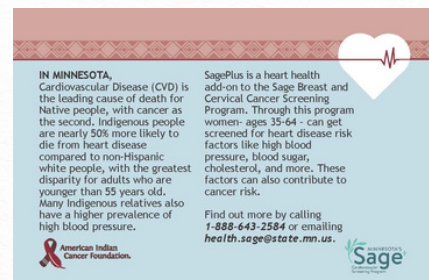 IN MINNESOTA,
Cardiovascular Disease (CVD) is
the leading cause of death for
Native people, with cancer as
the second. Indigenous people
are nearly 50% more likely to
die from heart disease
compared to non-Hispanic
white people, with the greatest
disparity for adults who are
younger than 55 years old.
Many Indigenous relatives also
have a higher prevalence of
high blood pressure.
American Indian
Cancer Foundation.
SagePlus is a heart health
add-on to the Sage Breast and
Cervical Cancer Screening
Program. Through this program
women- ages 35-64 - can get
screened for heart disease risk
factors like high blood
pressure, blood sugar,
cholesterol, and more. These
factors can also contribute to
cancer risk.
Find out more by calling
1-888-643-2584 or emailing
health.sage@state.mn.us.
MINNESOTA'S
Sage
Screening Program